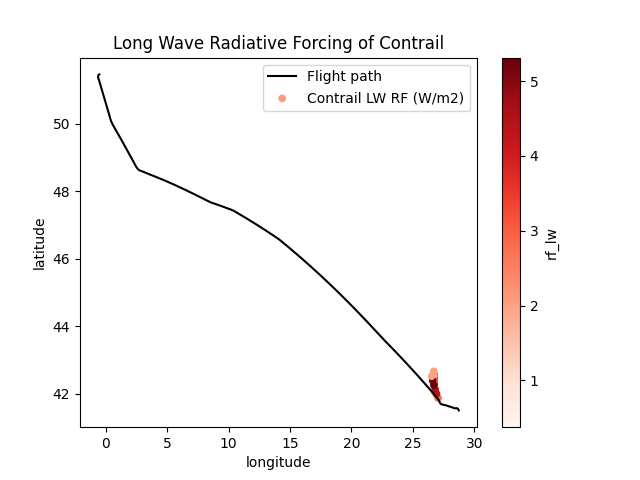 Long Wave Radiative Forcing of Contrail
Flight path
Contrail LW RF (W/m2)
50
48
46
44
42
latitude
0
5
10
15
20
25
30
longitude
5
4
3
2
1
rf_lw